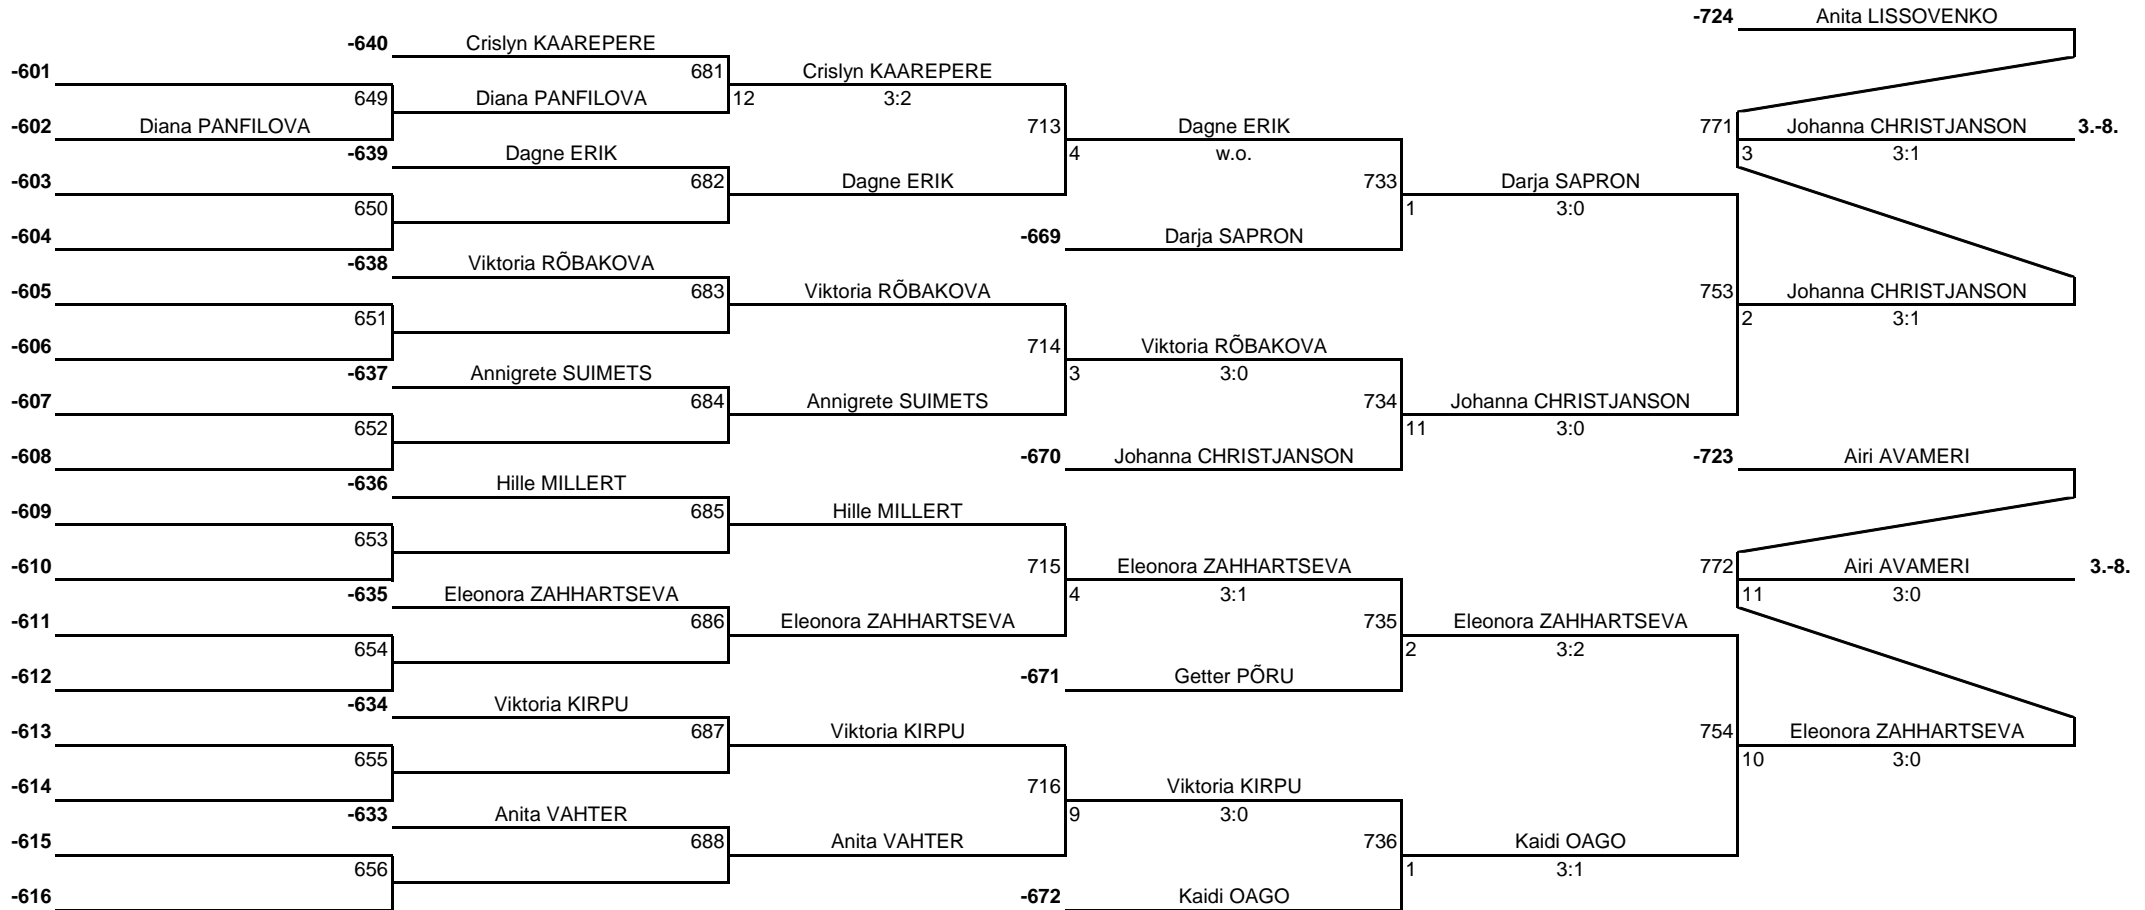 -724 Anita LISSOVENKO
-640 Crislyn KAAREPERE
-601 681 Crislyn KAAREPERE
649 Diana PANFILOVA 12 3:2
-602 Diana PANFILOVA 713 Dagne ERIK 771 Johanna CHRISTJANSON 3.-8.
-639 Dagne ERIK 4 w.o. 3 3:1
-603 682 Dagne ERIK 733 Darja SAPRON
650 1 3:0
-604 -669 Darja SAPRON
-638 Viktoria RÕBAKOVA
-605 683 Viktoria RÕBAKOVA 753 Johanna CHRISTJANSON
651 2 3:1
-606 714 Viktoria RÕBAKOVA
-637 Annigrete SUIMETS 3 3:0
-607 684 Annigrete SUIMETS 734 Johanna CHRISTJANSON
652 11 3:0
-608 -670 Johanna CHRISTJANSON -723 Airi AVAMERI
-636 Hille MILLERT
-609 685 Hille MILLERT
653
-610 715 Eleonora ZAHHARTSEVA 772 Airi AVAMERI 3.-8.
-635 Eleonora ZAHHARTSEVA 4 3:1 11 3:0
-611 686 Eleonora ZAHHARTSEVA 735 Eleonora ZAHHARTSEVA
654 2 3:2
-612 -671 Getter PÕRU
-634 Viktoria KIRPU
-613 687 Viktoria KIRPU 754 Eleonora ZAHHARTSEVA
655 10 3:0
-614 716 Viktoria KIRPU
-633 Anita VAHTER 9 3:0
-615 688 Anita VAHTER 736 Kaidi OAGO
656 1 3:1
-616 -672 Kaidi OAGO